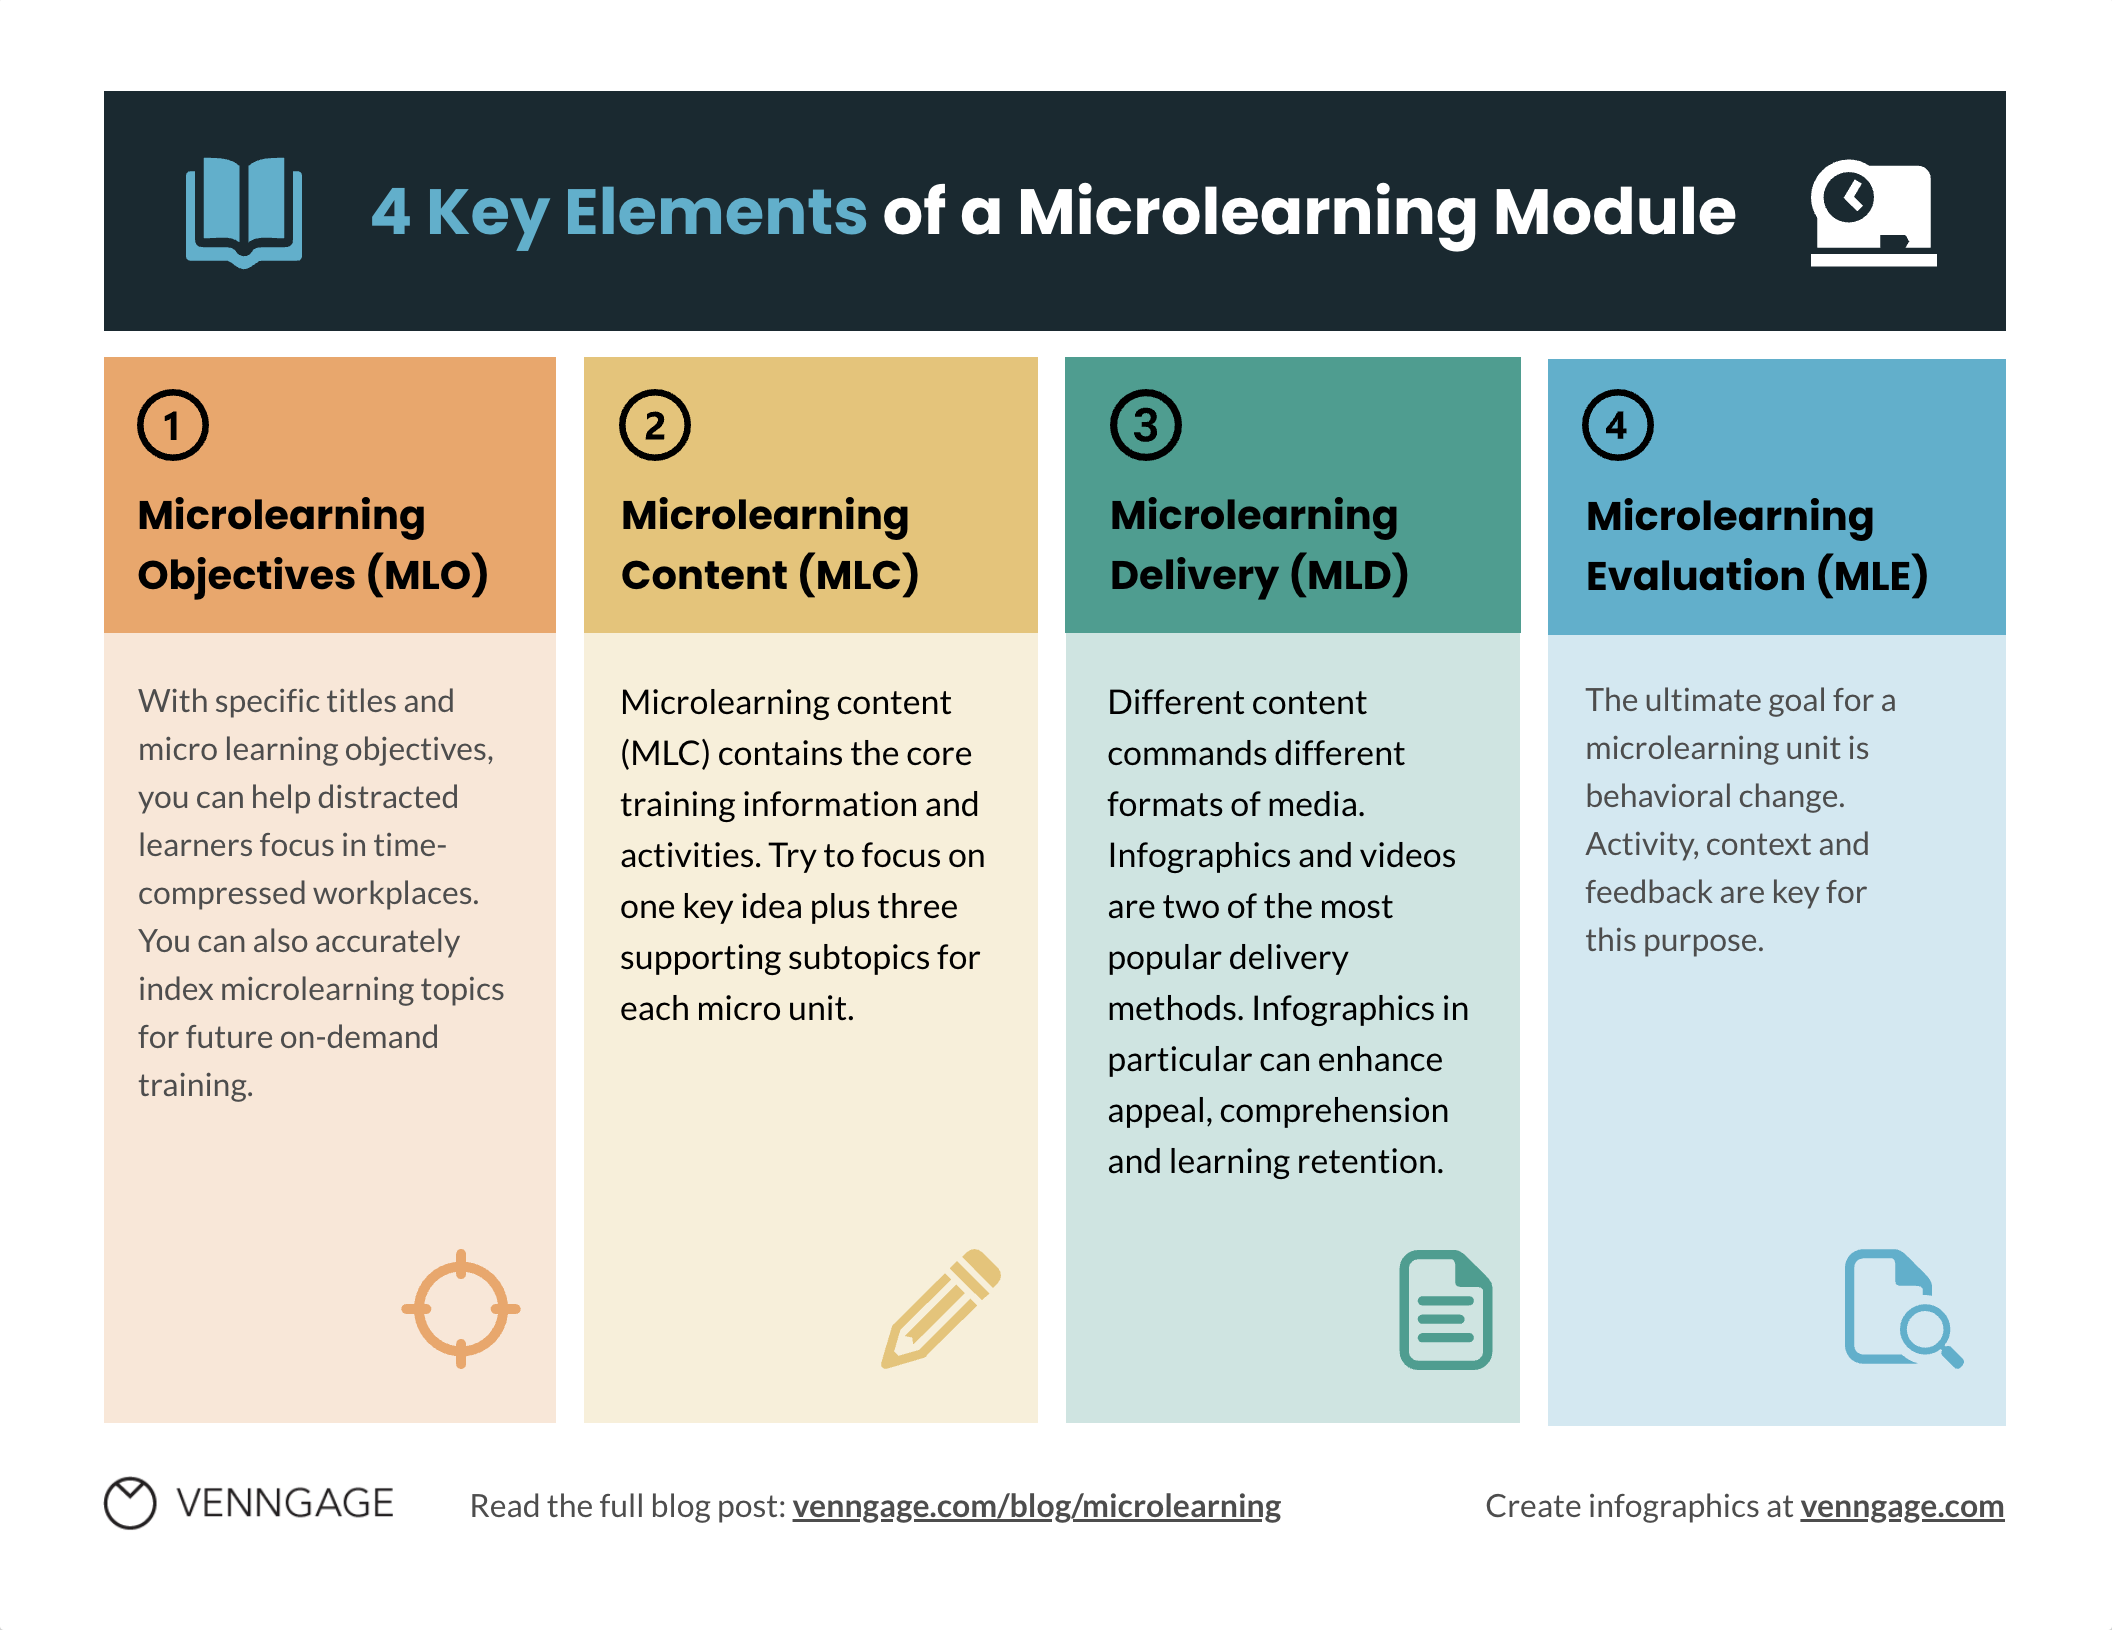 4 Key Elements of a Microlearning Module
1
Microlearning
Objectives (MLO)
With specific titles and
micro learning objectives,
you can help distracted
learners focus in time-
compressed workplaces.
You can also accurately
index microlearning topics
for future on-demand
training.
2
Microlearning
Content (MLC)
Microlearning content
(MLC) contains the core
training information and
activities. Try to focus on
one key idea plus three
supporting subtopics for
each micro unit.
3
Microlearning
Delivery (MLD)
Different content
commands different
formats of media.
Infographics and videos
are two of the most
popular delivery
methods. Infographics in
particular can enhance
appeal, comprehension
and learning retention.
4
Microlearning
Evaluation (MLE)
The ultimate goal for a
microlearning unit is
behavioral change.
Activity, context and
feedback are key for
this purpose.
VENNGAGE
Read the full blog post: venngage.com/blog/microlearning
Create infographics at venngage.com